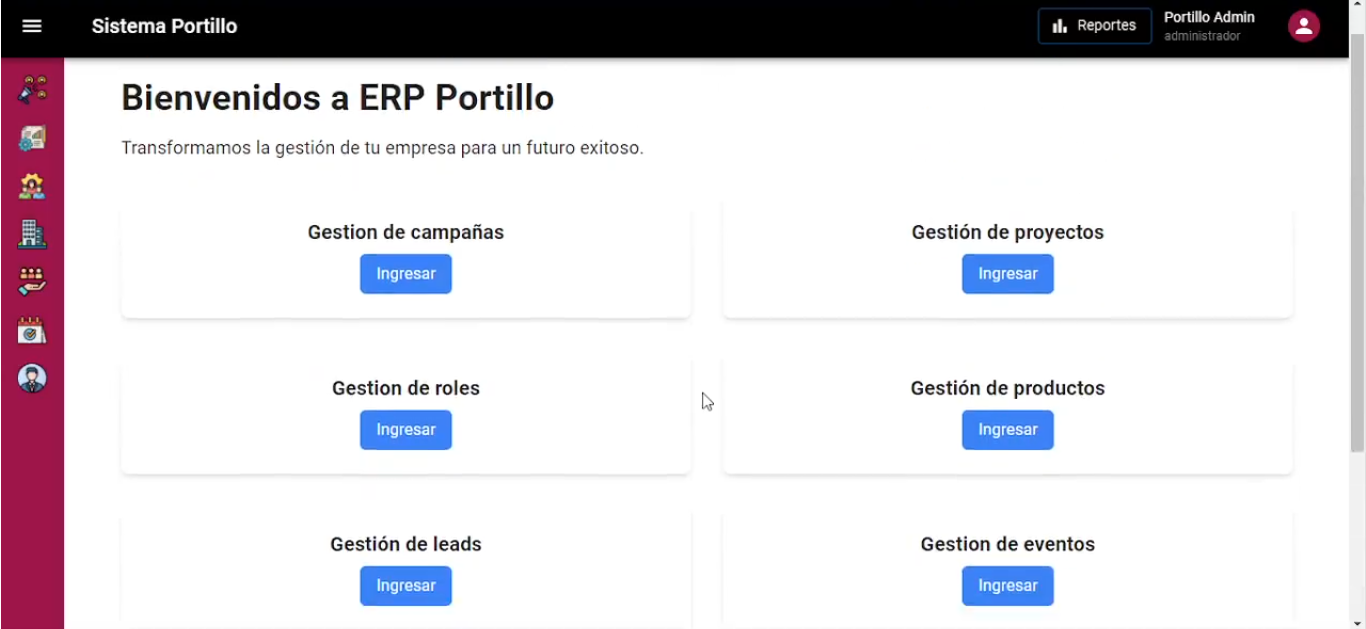 Sistema Portillo
Reportes
Portillo Admin
administrador
Bienvenidos a ERP Portillo
Transformamos la gestión de tu empresa para un futuro exitoso.
Gestion de campañas
Ingresar
Gestión de proyectos
Ingresar
Gestion de roles
Ingresar
Gestión de productos
Ingresar
Gestión de leads
Ingresar
Gestion de eventos
Ingresar